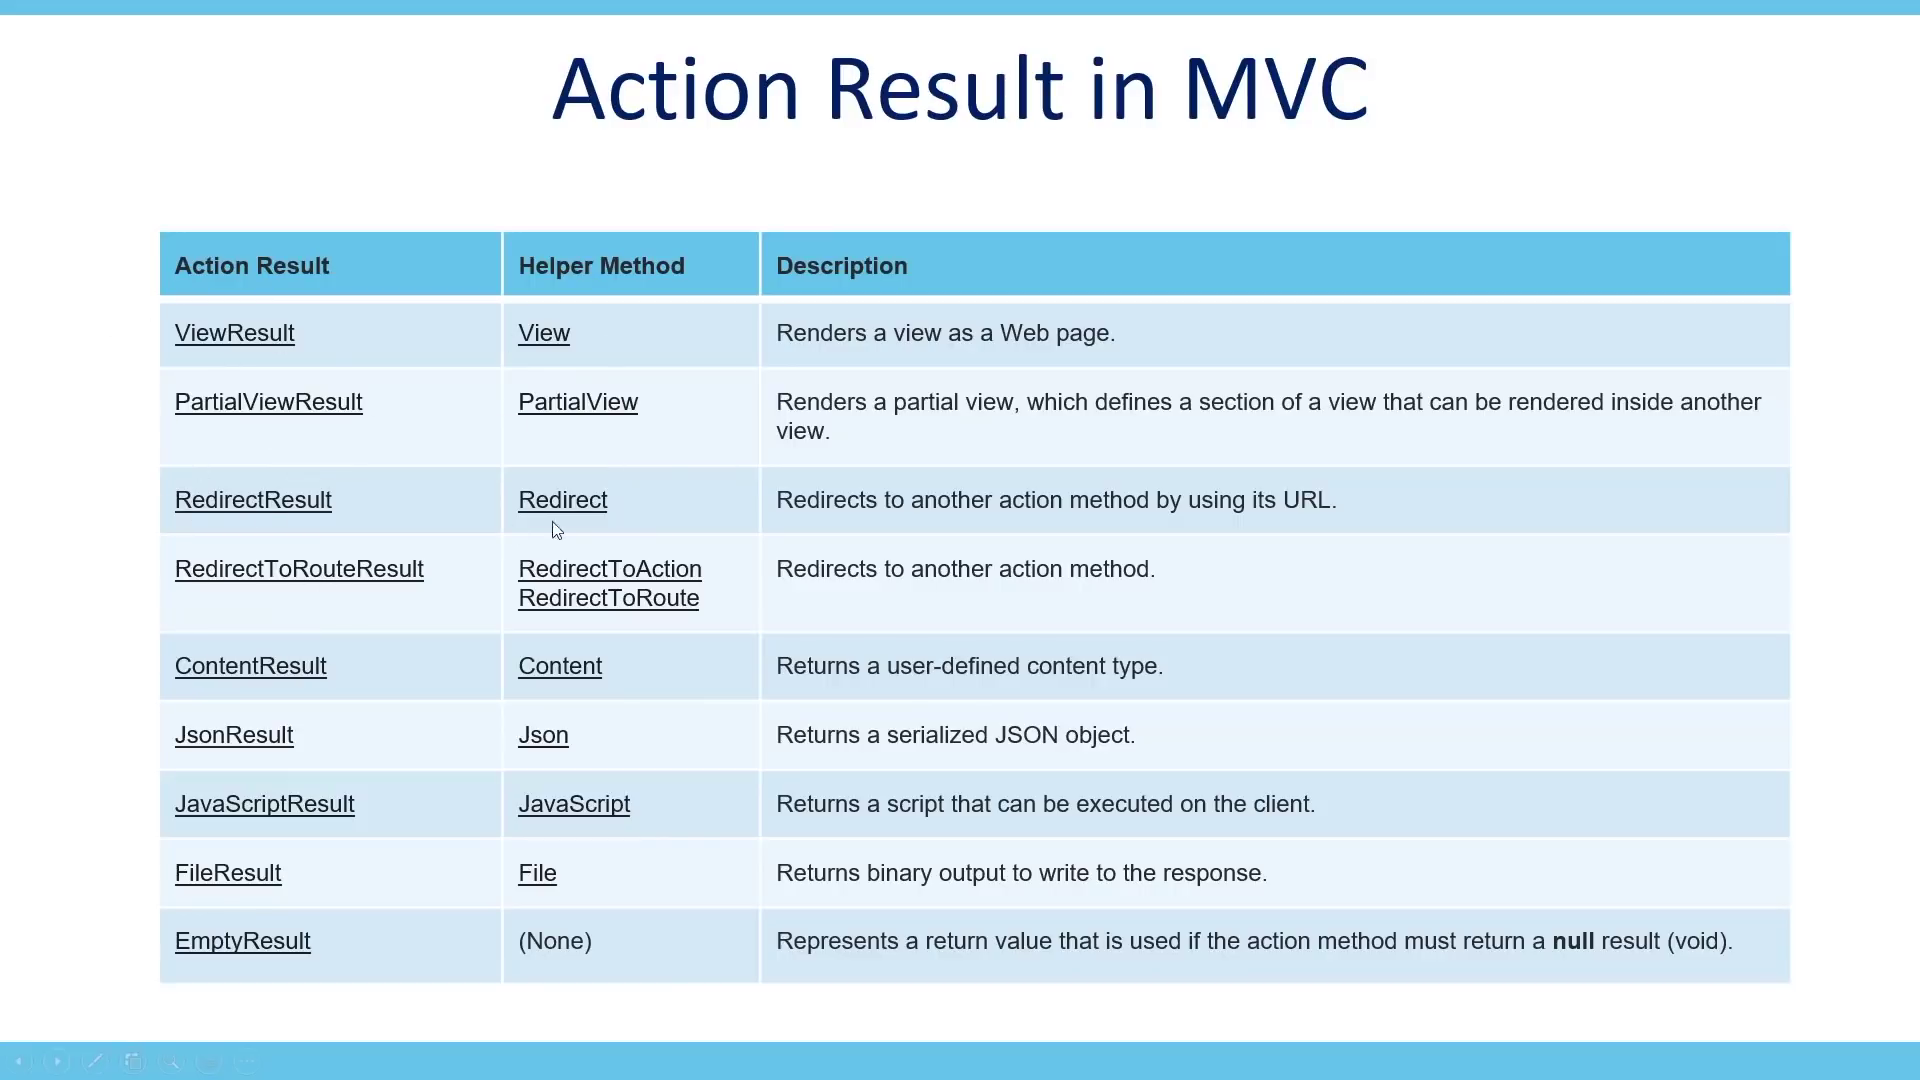 Action Result in MVC
Action Result Helper Method Description
ViewResult View Renders a view as a Web page.
PartialViewResult PartialView Renders a partial view, which defines a section of a view that can be rendered inside another
view.
RedirectResult Redirect Redirects to another action method by using its URL.
RedirectToRouteResult RedirectToAction Redirects to another action method.
RedirectToRoute
ContentResult Content Returns a user-defined content type.
JsonResult Json Returns a serialized JSON object.
JavaScriptResult JavaScript Returns a script that can be executed on the client.
FileResult File Returns binary output to write to the response.
EmptyResult (None) Represents a return value that is used if the action method must return a null result (void).